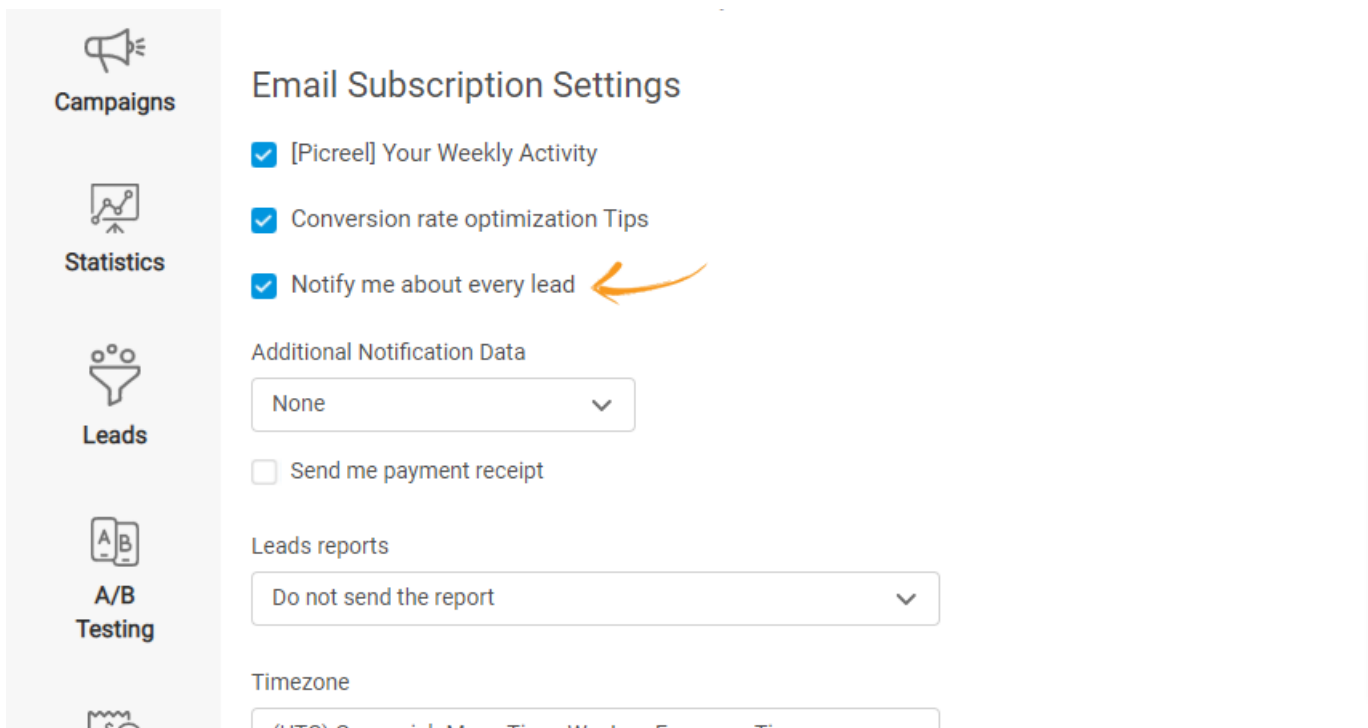 Campaigns
Statistics
Leads
A/B
Testing
Email Subscription Settings
[Picreel] Your Weekly Activity
Conversion rate optimization Tips
Notify me about every lead
Additional Notification Data
None
Send me payment receipt
Leads reports
Do not send the report
Timezone